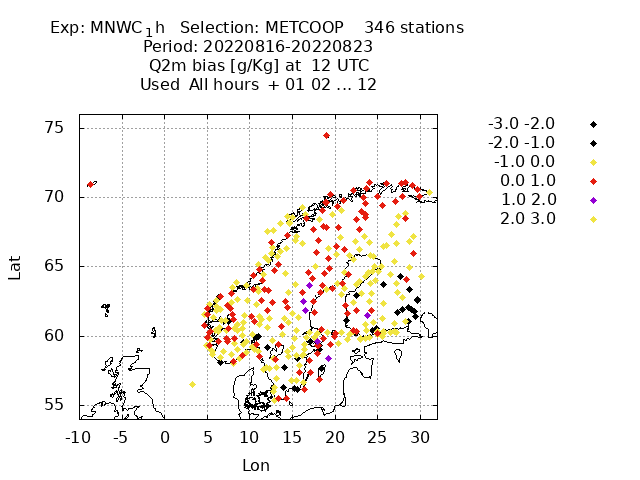 Exp: MNWC1h Selection: METCOOP 346 stations
Period: 20220816-20220823
Q2m bias [g/Kg] at 12 UTC
Used All hours + 01 02 ... 12
-3.0 -2.0
-2.0 -1.0
-1.0 0.0
0.0 1.0
1.0 2.0
2.0 3.0
75
70
65
60
55
Lat
-10 -5 0 5 10 15 20 25 30
Lon